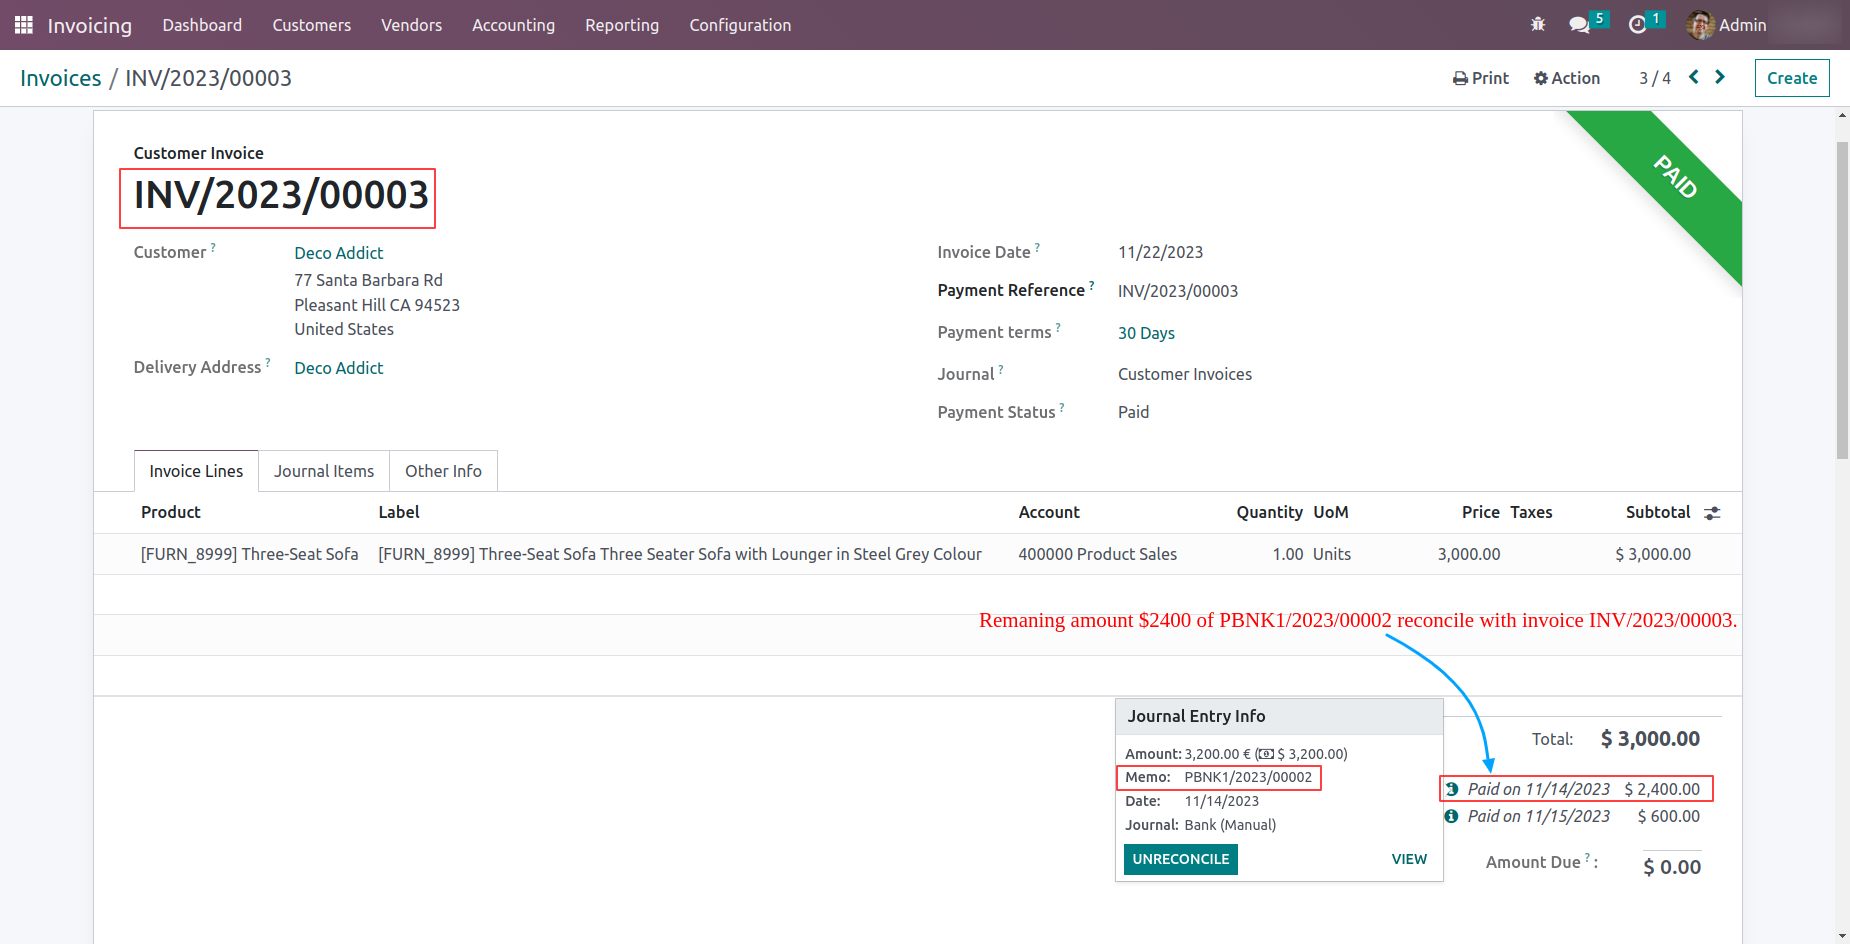 Invoicing Dashboard Customers Vendors Accounting Reporting Configuration 5 1 Admin
Invoices / INV/2023/00003 Print Action 3 / 4 Create
PAID
Customer Invoice
INV/2023/00003
Customer ? Deco Addict Invoice Date ? 11/22/2023
77 Santa Barbara Rd
Payment Reference ? INV/2023/00003
Pleasant Hill CA 94523
United States Payment terms ? 30 Days
Delivery Address ? Deco Addict Journal ? Customer Invoices
Payment Status ? Paid
Invoice Lines Journal Items Other Info
Product Label Account Quantity UoM Price Taxes Subtotal
[FURN_8999] Three-Seat Sofa [FURN_8999] Three-Seat Sofa Three Seater Sofa with Lounger in Steel Grey Colour 400000 Product Sales 1.00 Units 3,000.00 $ 3,000.00
Remaning amount $2400 of PBNK1/2023/00002 reconcile with invoice INV/2023/00003.
Journal Entry Info
Amount: 3,200.00 € ( $ 3,200.00)
Memo: PBNK1/2023/00002
Date: 11/14/2023
Journal: Bank (Manual)
UNRECONCILE VIEW
Total: $ 3,000.00
Paid on 11/14/2023 $ 2,400.00
Paid on 11/15/2023 $ 600.00
Amount Due ? : $ 0.00